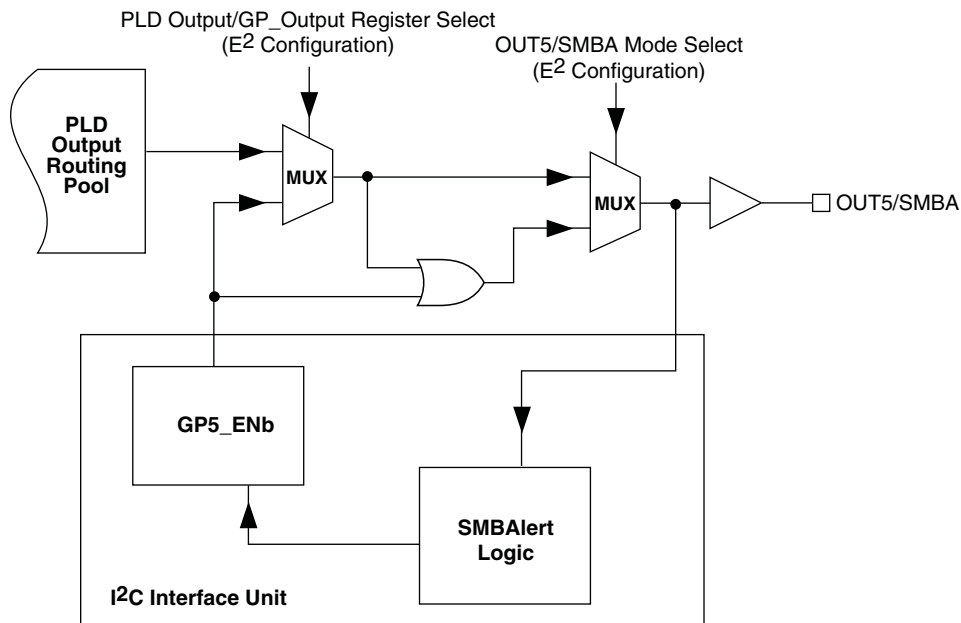 PLD Output/GP_Output Register Select
(E2 Configuration)
OUT5/SMBA Mode Select
(E2 Configuration)
PLD
Output
Routing
Pool
MUX
MUX
OUT5/SMBA
GP5_ENb
SMBAlert
Logic
I2C Interface Unit